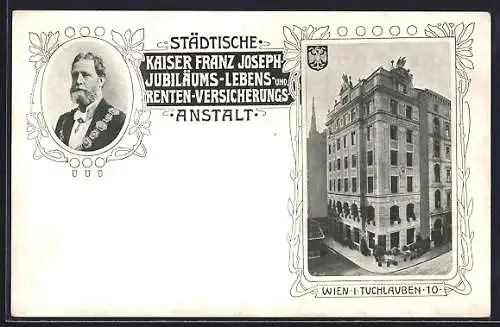 STÄDTISCHE
KAISER FRANZ JOSEPH-
JUBILÄUMS-LEBENS-UND
RENTEN-VERSICHERUNGS
ANSTALT
WIEN·I·TUCHLAUBEN·10·